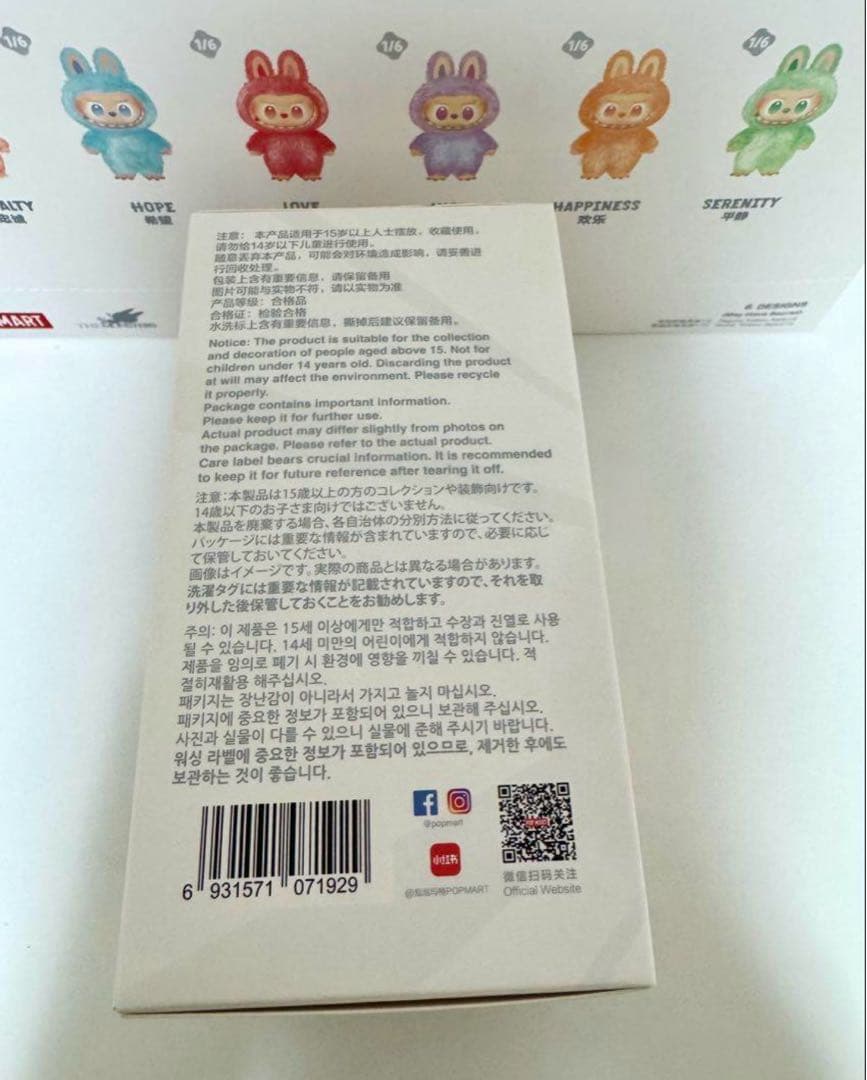 1/6
1/6
1/6
1/6
1/6
ALTY
HOPE
希望
LOVE
HAPPINESS
欢乐
SERENITY
平静
MART
6 DESIGNS
注意：本产品适用于15岁以上人士摆放，收藏使用。
请勿给14岁以下儿童进行使用。
随意丢弃本产品，可能会对环境造成影响，请妥善进
行回收处理。
包装上含有重要信息，请保留备用
图片可能与实物不符，请以实物为准
产品等级：合格品
合格证：检验合格
水洗标上含有重要信息，撕掉后建议保留备用。
Notice: The product is suitable for the collection
and decoration of people aged above 15. Not for
children under 14 years old. Discarding the product
at will may affect the environment. Please recycle
it properly.
Package contains important information.
Please keep it for further use.
Actual product may differ slightly from photos on
the package. Please refer to the actual product.
Care label bears crucial information. It is recommended
to keep it for future reference after tearing it off.
注意：本製品は15歳以上の方のコレクションや装飾向けです。
14歳以下のお子さま向けではございません。
本製品を廃棄する場合、各自治体の分別方法に従ってください。
パッケージには重要な情報が含まれていますので、必要に応じ
て保管しておいてください。
画像はイメージです。実際の商品とは異なる場合があります。
洗濯タグには重要な情報が記載されていますので、それを取
り外した後保管しておくことをお勧めします。
주의: 이 제품은 15세 이상에게만 적합하고 수장과 진열로 사용
될 수 있습니다. 14세 미만의 어린이에게 적합하지 않습니다.
제품을 임의로 폐기 시 환경에 영향을 끼칠 수 있습니다. 적
절히재활용 해주십시오.
패키지는 장난감이 아니라서 가지고 놀지 마십시오.
패키지에 중요한 정보가 포함되어 있으니 보관해 주십시오.
사진과 실물이 다를 수 있으니 실물에 준해 주시기 바랍니다.
워싱 라벨에 중요한 정보가 포함되어 있으므로, 제거한 후에도
보관하는 것이 좋습니다.
6 931571 071929
@popmart
小红书
@泡泡玛特POPMART
POP MART
微信扫码关注
Official Website